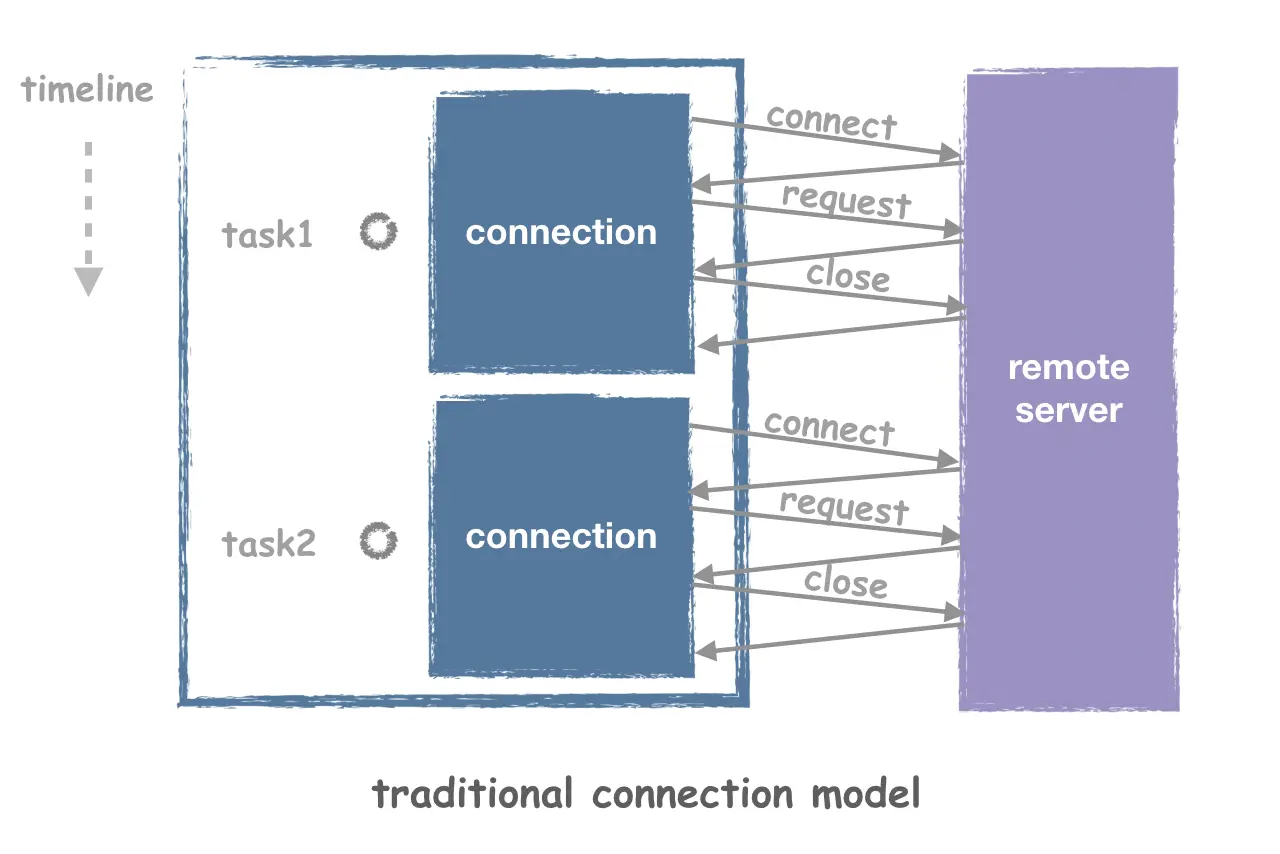 timeline
connect
request
task1
connection
close
remote
server
connect
request
task2
connection
close
traditional connection model